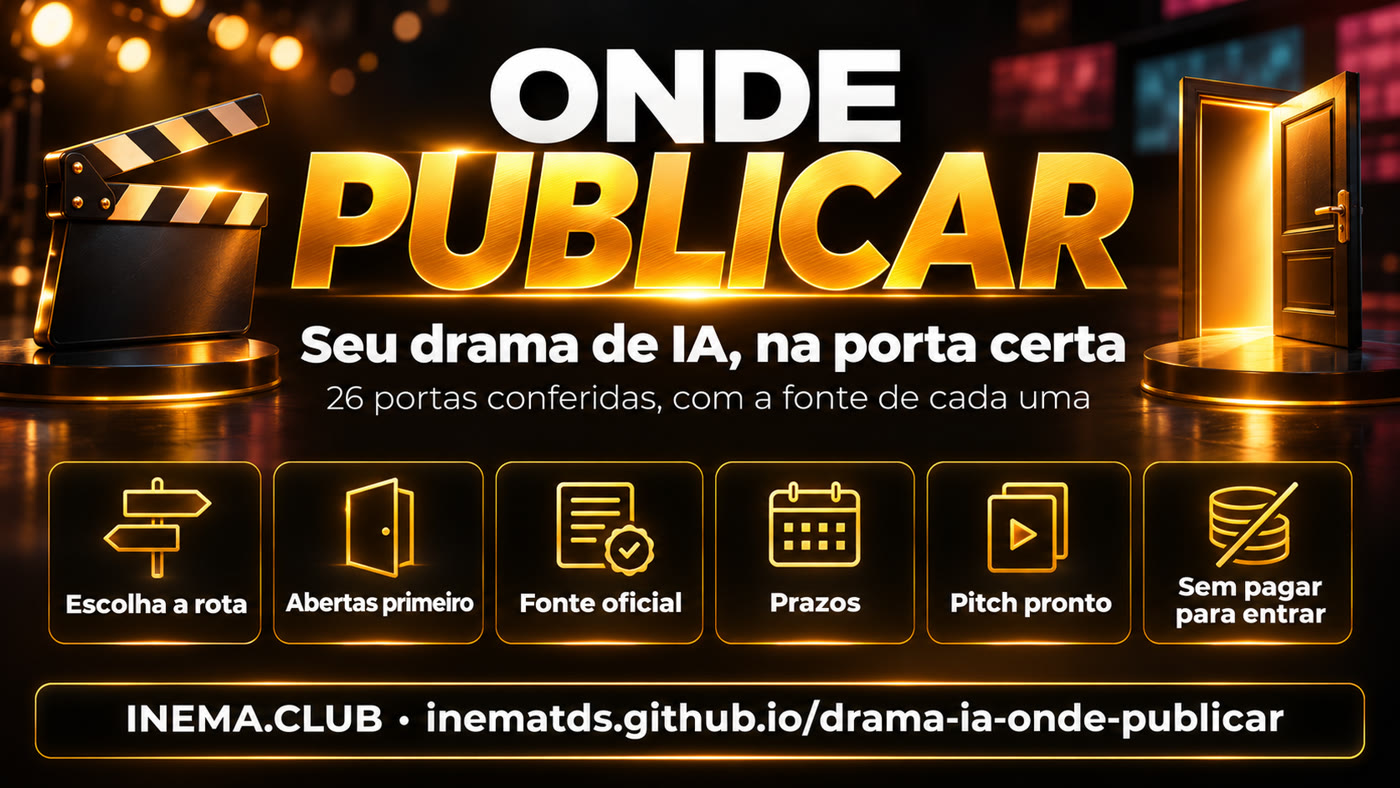 ONDE
PUBLICAR
Seu drama de IA, na porta certa
26 portas conferidas, com a fonte de cada uma
Escolha a rota
Abertas primeiro
Fonte oficial
Prazos
Pitch pronto
Sem pagar
para entrar
INEMA.CLUB • inematds.github.io/drama-ia-onde-publicar